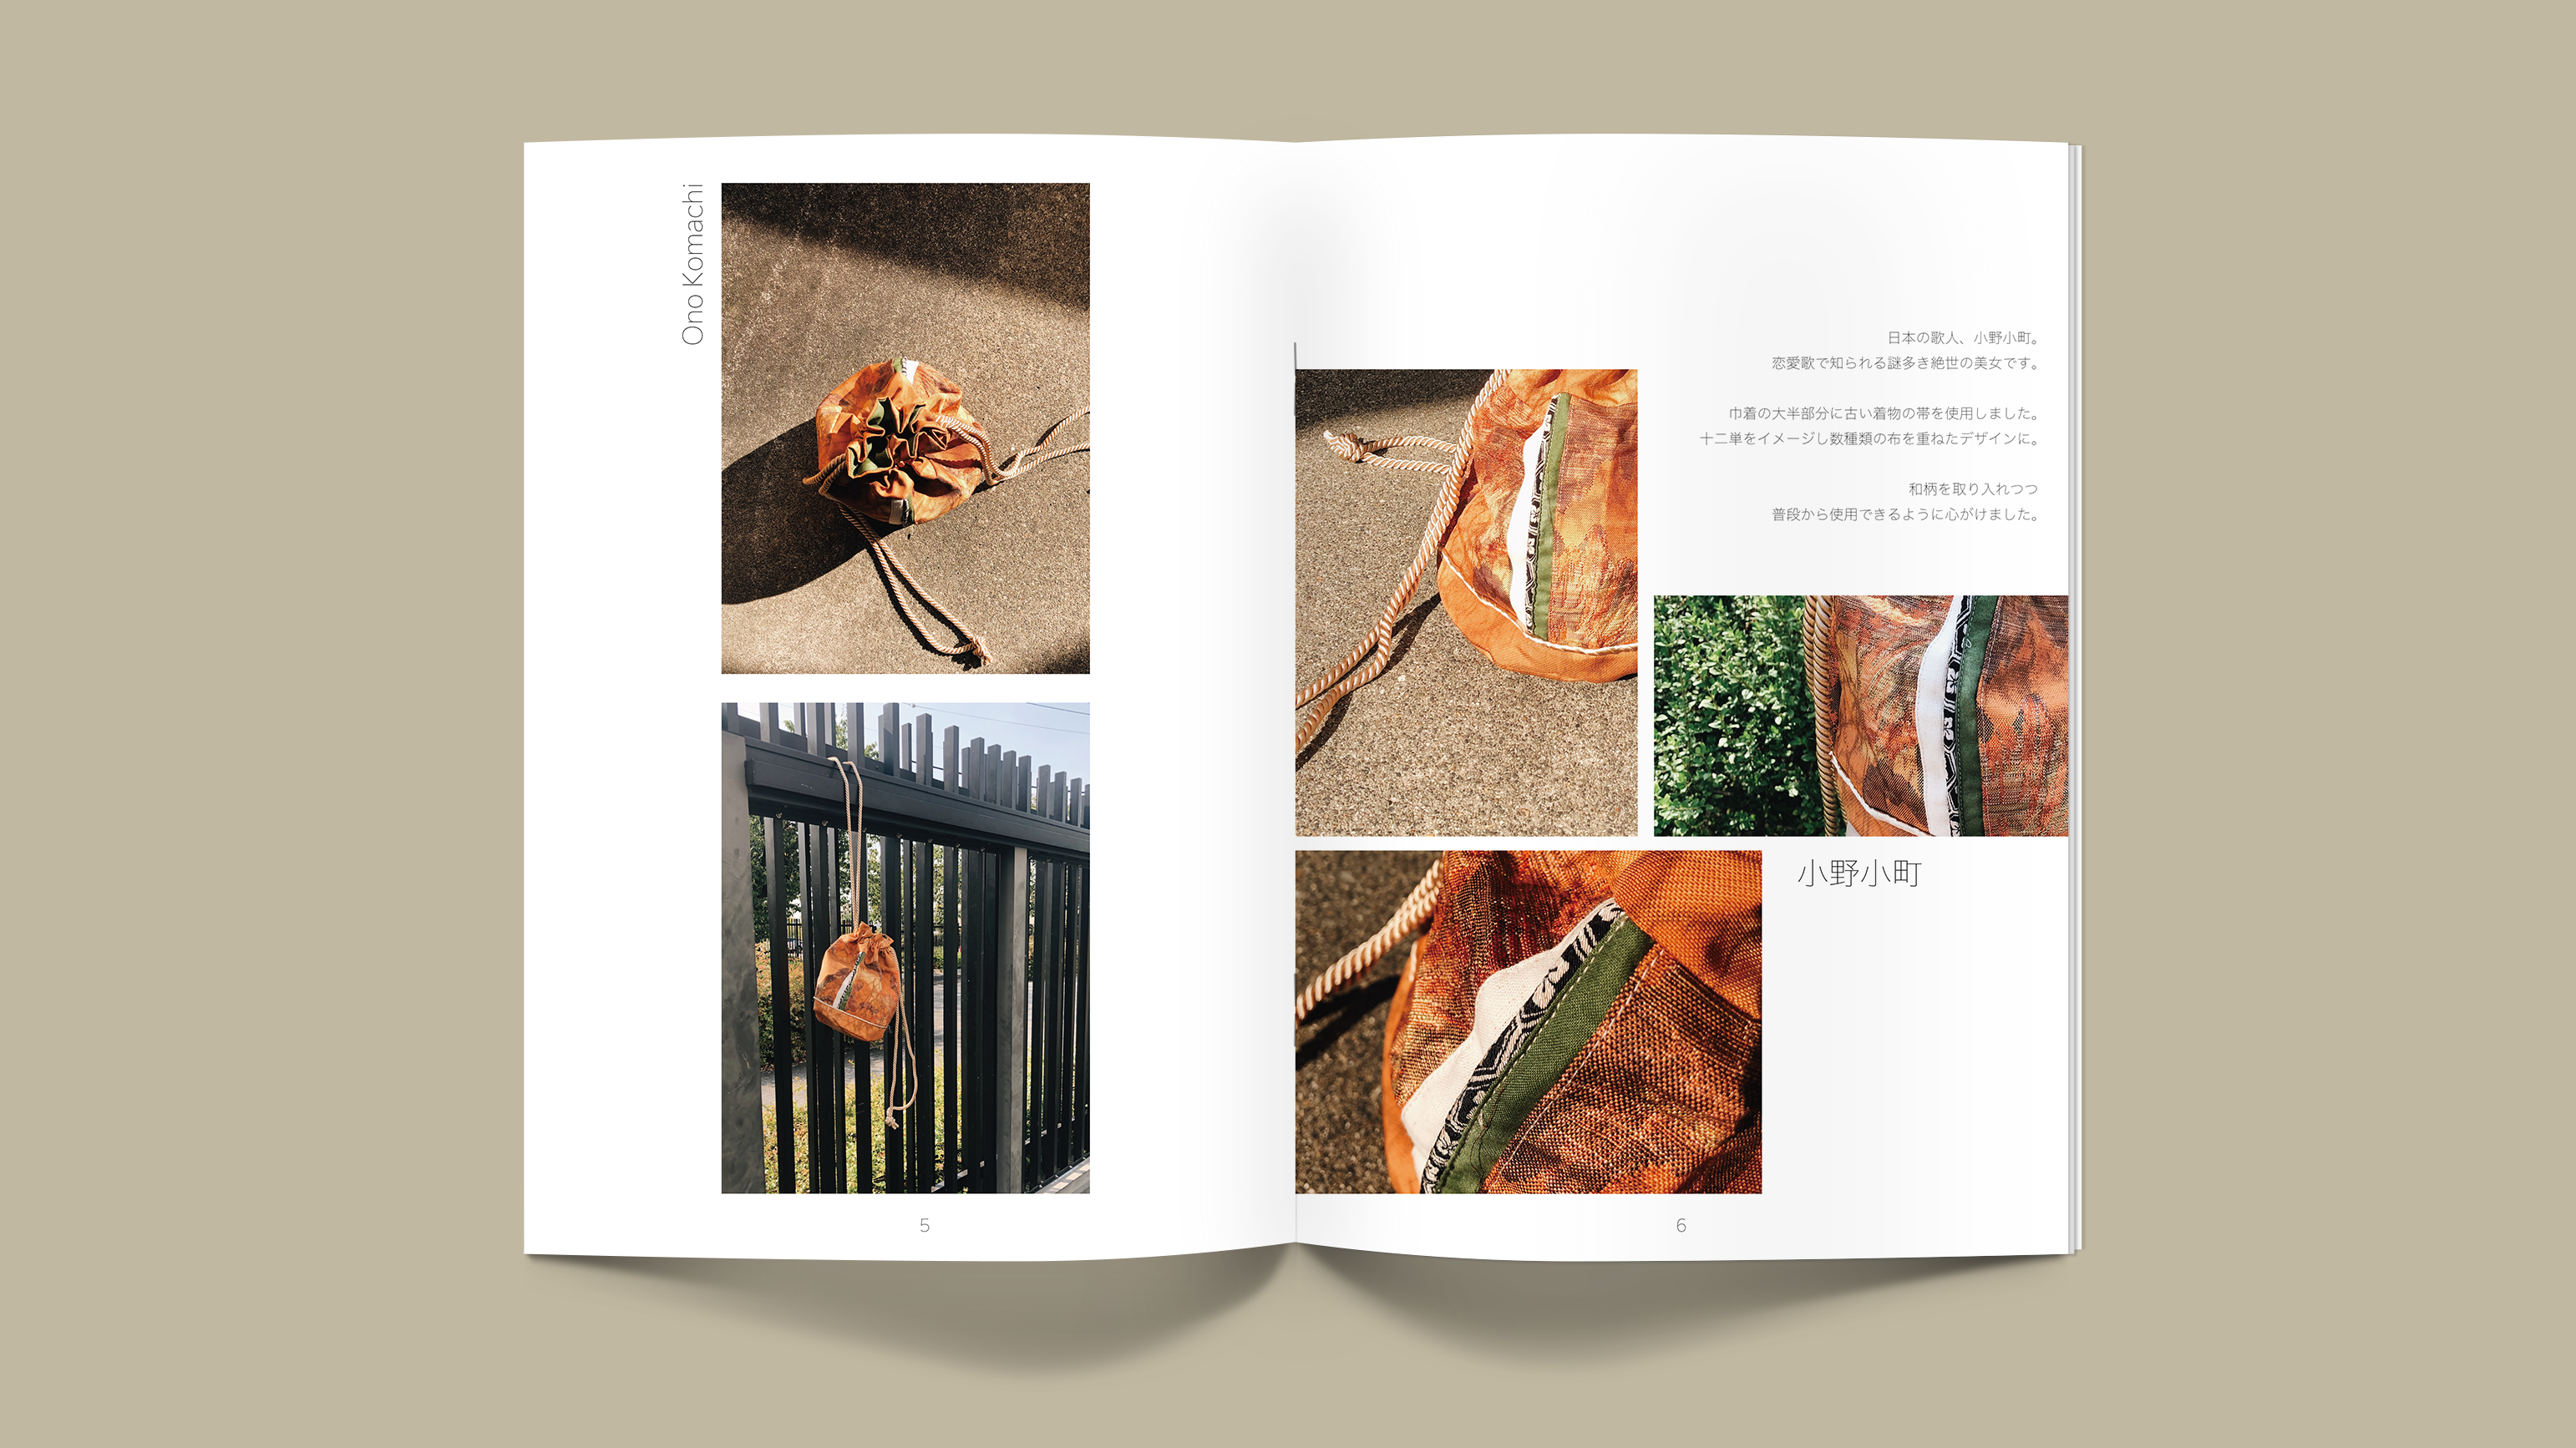 Ono Komachi
5
日本の歌人、小野小町。
恋愛歌で知られる謎多き絶世の美女です。
巾着の大半部分に古い着物の帯を使用しました。
十二単をイメージし数種類の布を重ねたデザインに。
和柄を取り入れつつ
普段から使用できるように心がけました。
小野小町
6